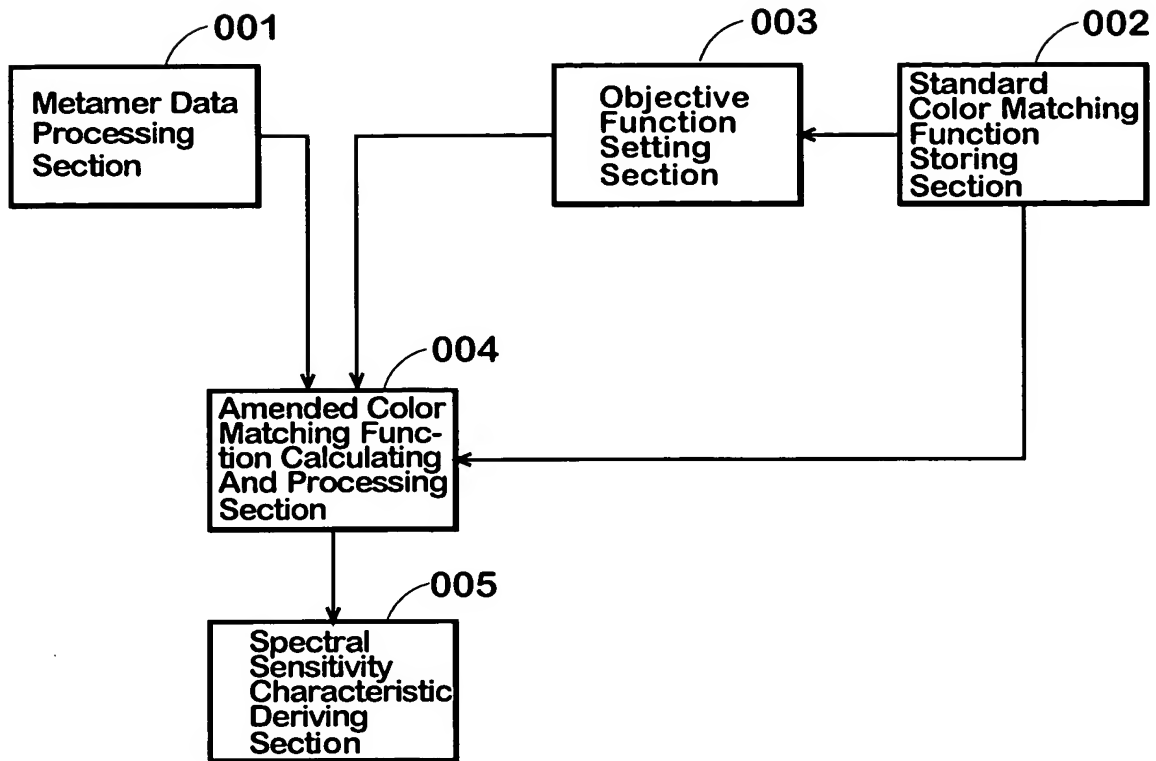 001
Metamer Data
Processing
Section
003
Objective
Function
Setting
Section
002
Standard
Color Matching
Function
Storing
Section
004
Amended Color
Matching Func-
tion Calculating
And Processing
Section
005
Spectral
Sensitivity
Characteristic
Deriving
Section